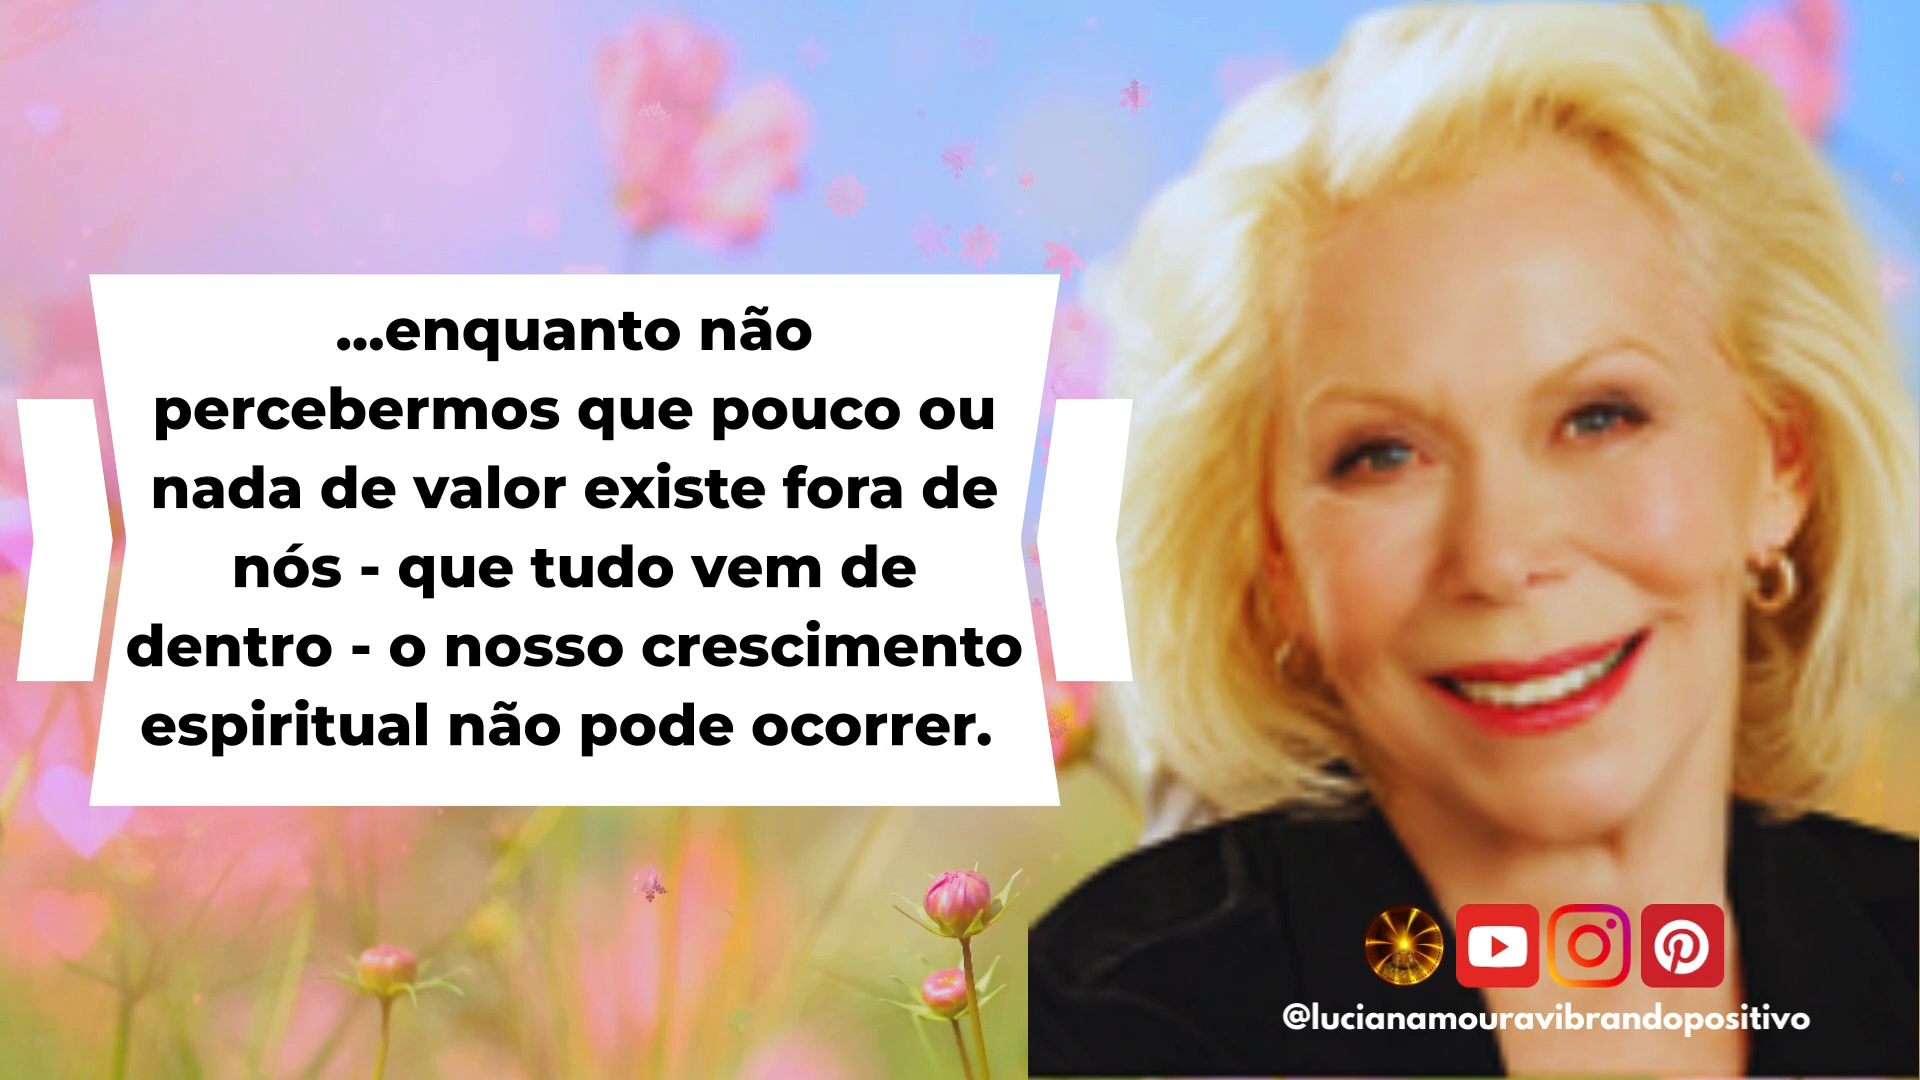 ...enquanto não
percebermos que pouco ou
nada de valor existe fora de
nós - que tudo vem de
dentro - o nosso crescimento
espiritual não pode ocorrer.
@lucianamouravibrandopositivo